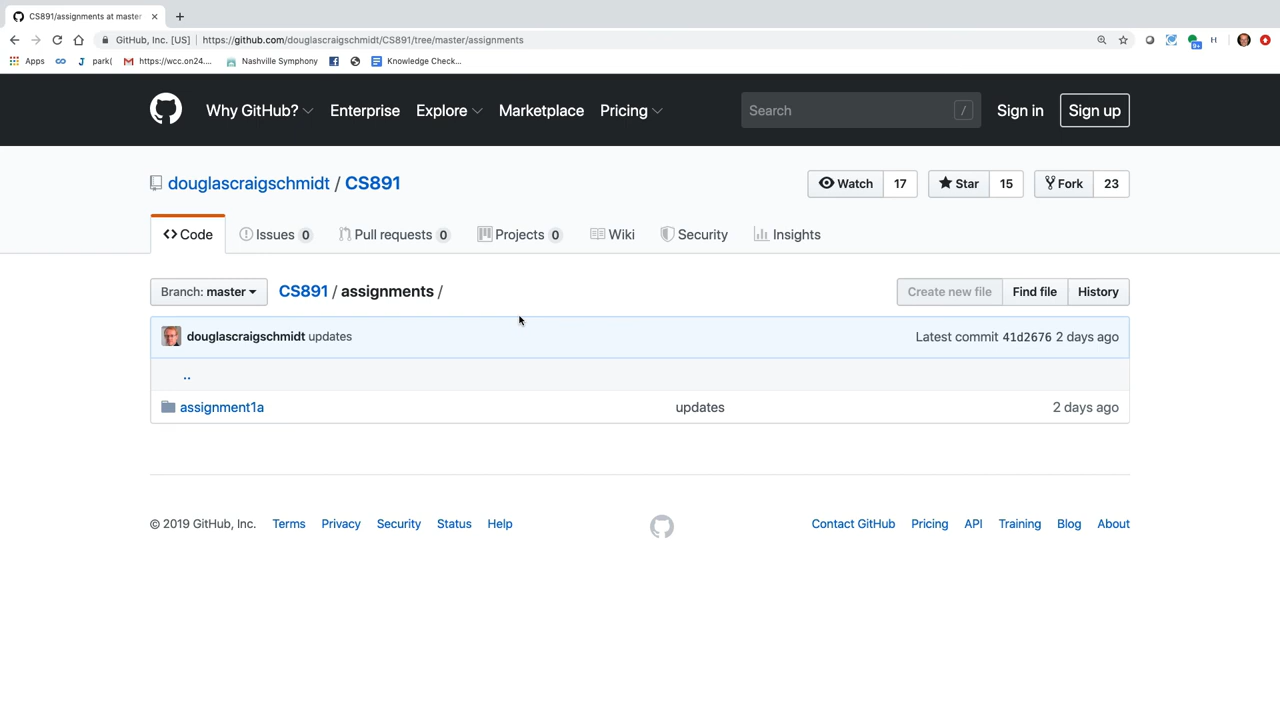 CS891/assignments at master
GitHub, Inc. [US] https://github.com/douglascraigschmidt/CS891/tree/master/assignments
Apps park( https://wcc.on24.... Nashville Symphony Knowledge Check...
Why GitHub? Enterprise Explore Marketplace Pricing Search / Sign in Sign up
douglascraigschmidt / CS891 Watch 17 Star 15 Fork 23
Code Issues 0 Pull requests 0 Projects 0 Wiki Security Insights
Branch: master CS891 / assignments / Create new file Find file History
douglascraigschmidt updates Latest commit 41d2676 2 days ago
..
assignment1a updates 2 days ago
© 2019 GitHub, Inc. Terms Privacy Security Status Help Contact GitHub Pricing API Training Blog About